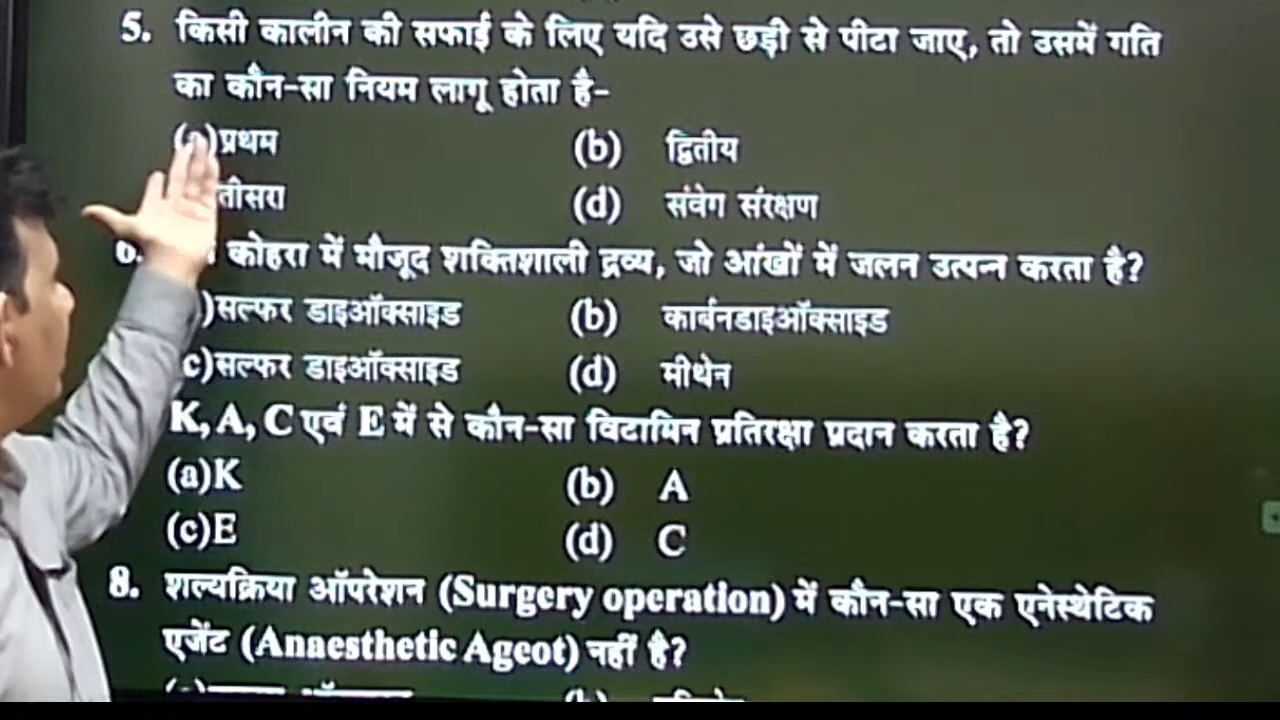 5. किसी कालीन की सफाई के लिए यदि उसे छड़ी से पीटा जाए, तो उसमें गति
का कौन-सा नियम लागू होता है-
(a)प्रथम (b) द्वितीय
तीसरा (d) संवेग संरक्षण
कोहरा में मौजूद शक्तिशाली द्रव्य, जो आंखों में जलन उत्पन्न करता है?
)सल्फर डाइऑक्साइड (b) कार्बनडाइऑक्साइड
c)सल्फर डाइऑक्साइड (d) मीथेन
K, A, C एवं E में से कौन-सा विटामिन प्रतिरक्षा प्रदान करता है?
(a)K (b) A
(c)E (d) C
8. शल्यक्रिया ऑपरेशन (Surgery operation) में कौन-सा एक एनेस्थेटिक
एजेंट (Anaesthetic Ageot) नहीं है?